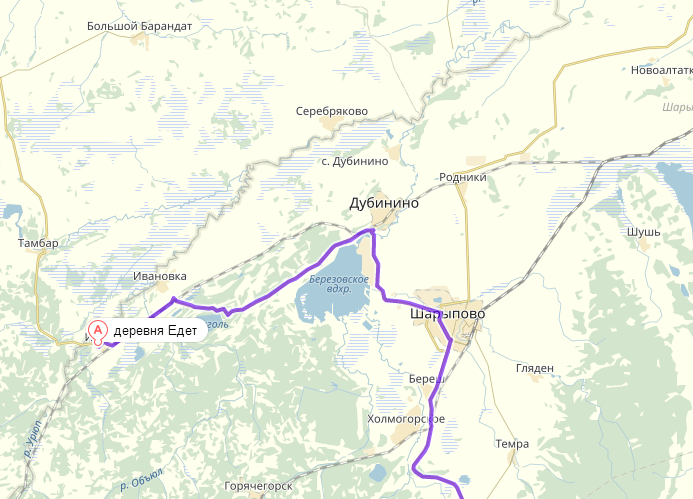 Большой Барандат
Новоалтатк
Шары
Серебряково
с. Дубинино
Родники
Дубинино
Шушь
Тамбар
Ивановка
Березовское
вдхр.
Шарыпово
А деревня Едет
голь
Гляден
Береш
Холмогорское
Темра
р. Урюп
р. Объюл
Горячегорск